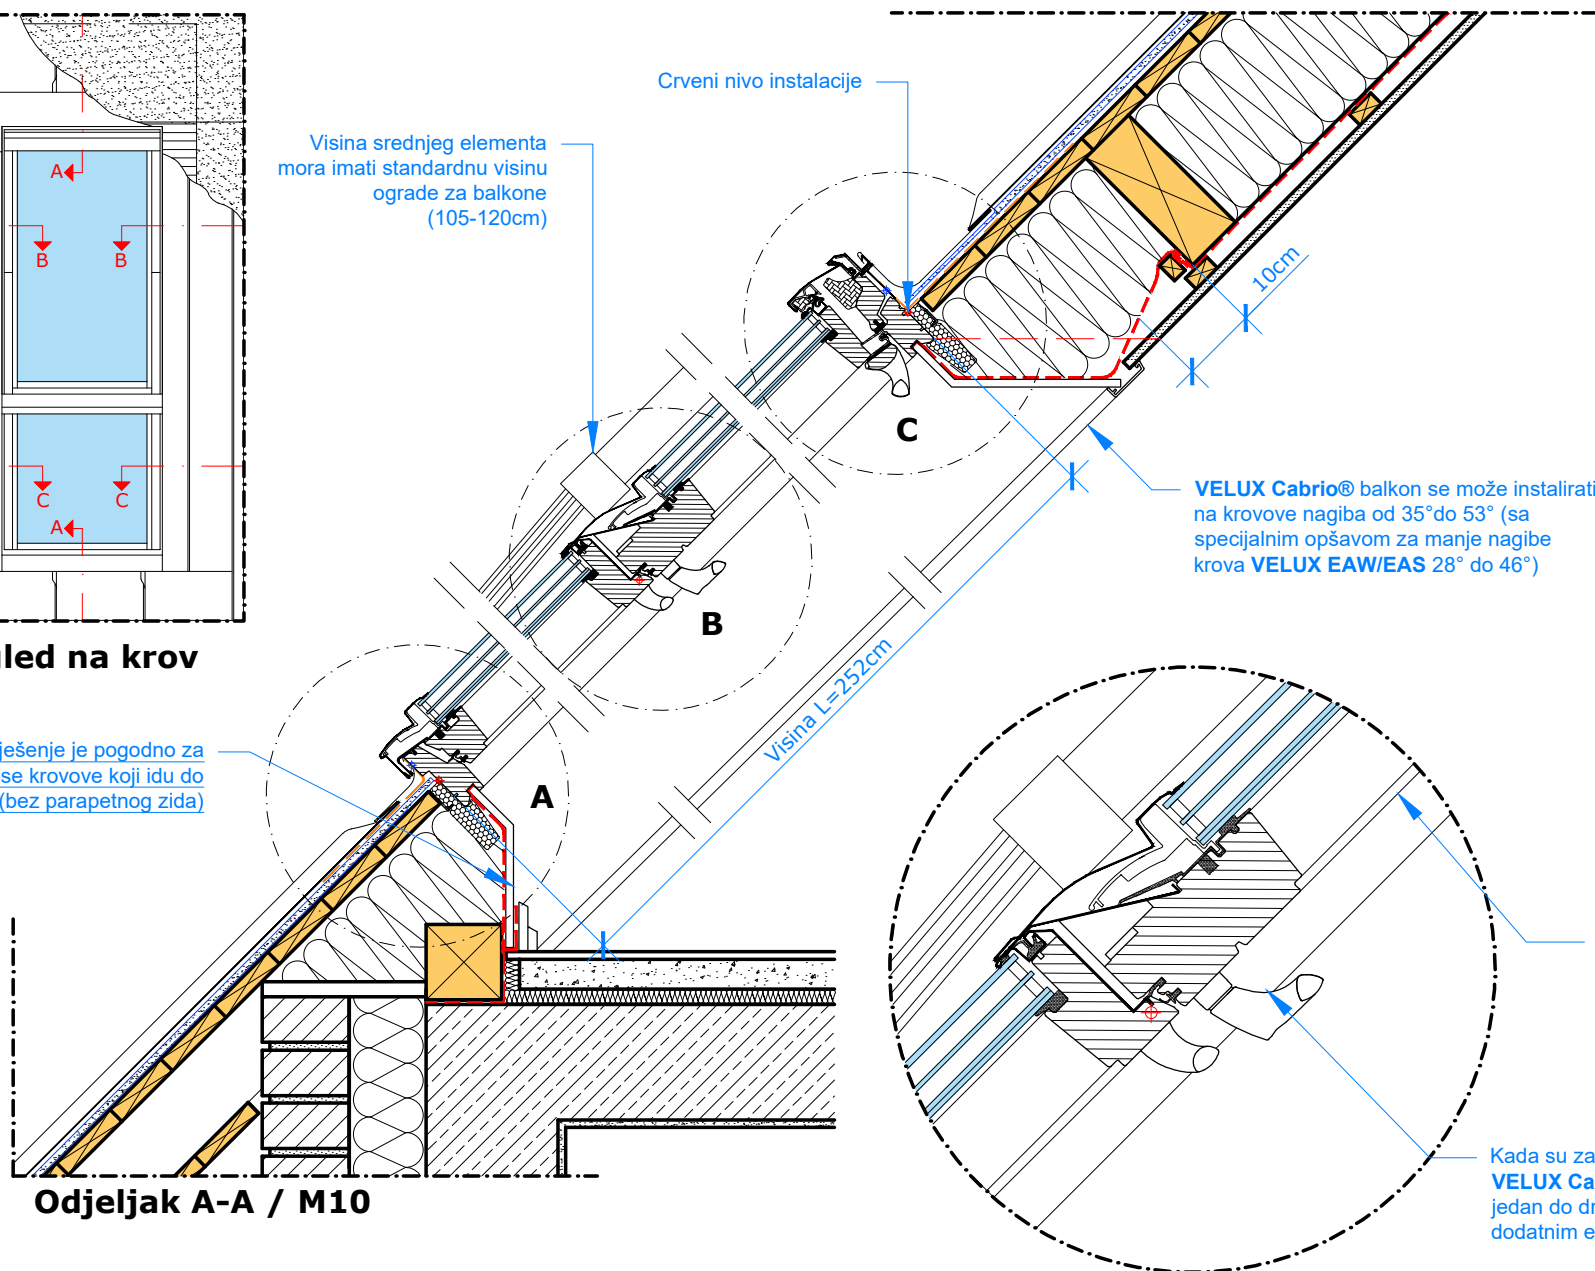 Crveni nivo instalacije
Visina srednjeg elementa
mora imati standardnu visinu
ograde za balkone
(105-120cm)
A
B B
C C
A
10cm
C
VELUX Cabrio® balkon se može instalirati
na krovove nagiba od 35°do 53° (sa
specijalnim opšavom za manje nagibe
krova VELUX EAW/EAS 28° do 46°)
B
led na krov
Visina L=252cm
ješenje je pogodno za
se krovove koji idu do
(bez parapetnog zida)
A
Kada su za
VELUX Ca
jedan do dr
dodatnim e
Odjeljak A-A / M10